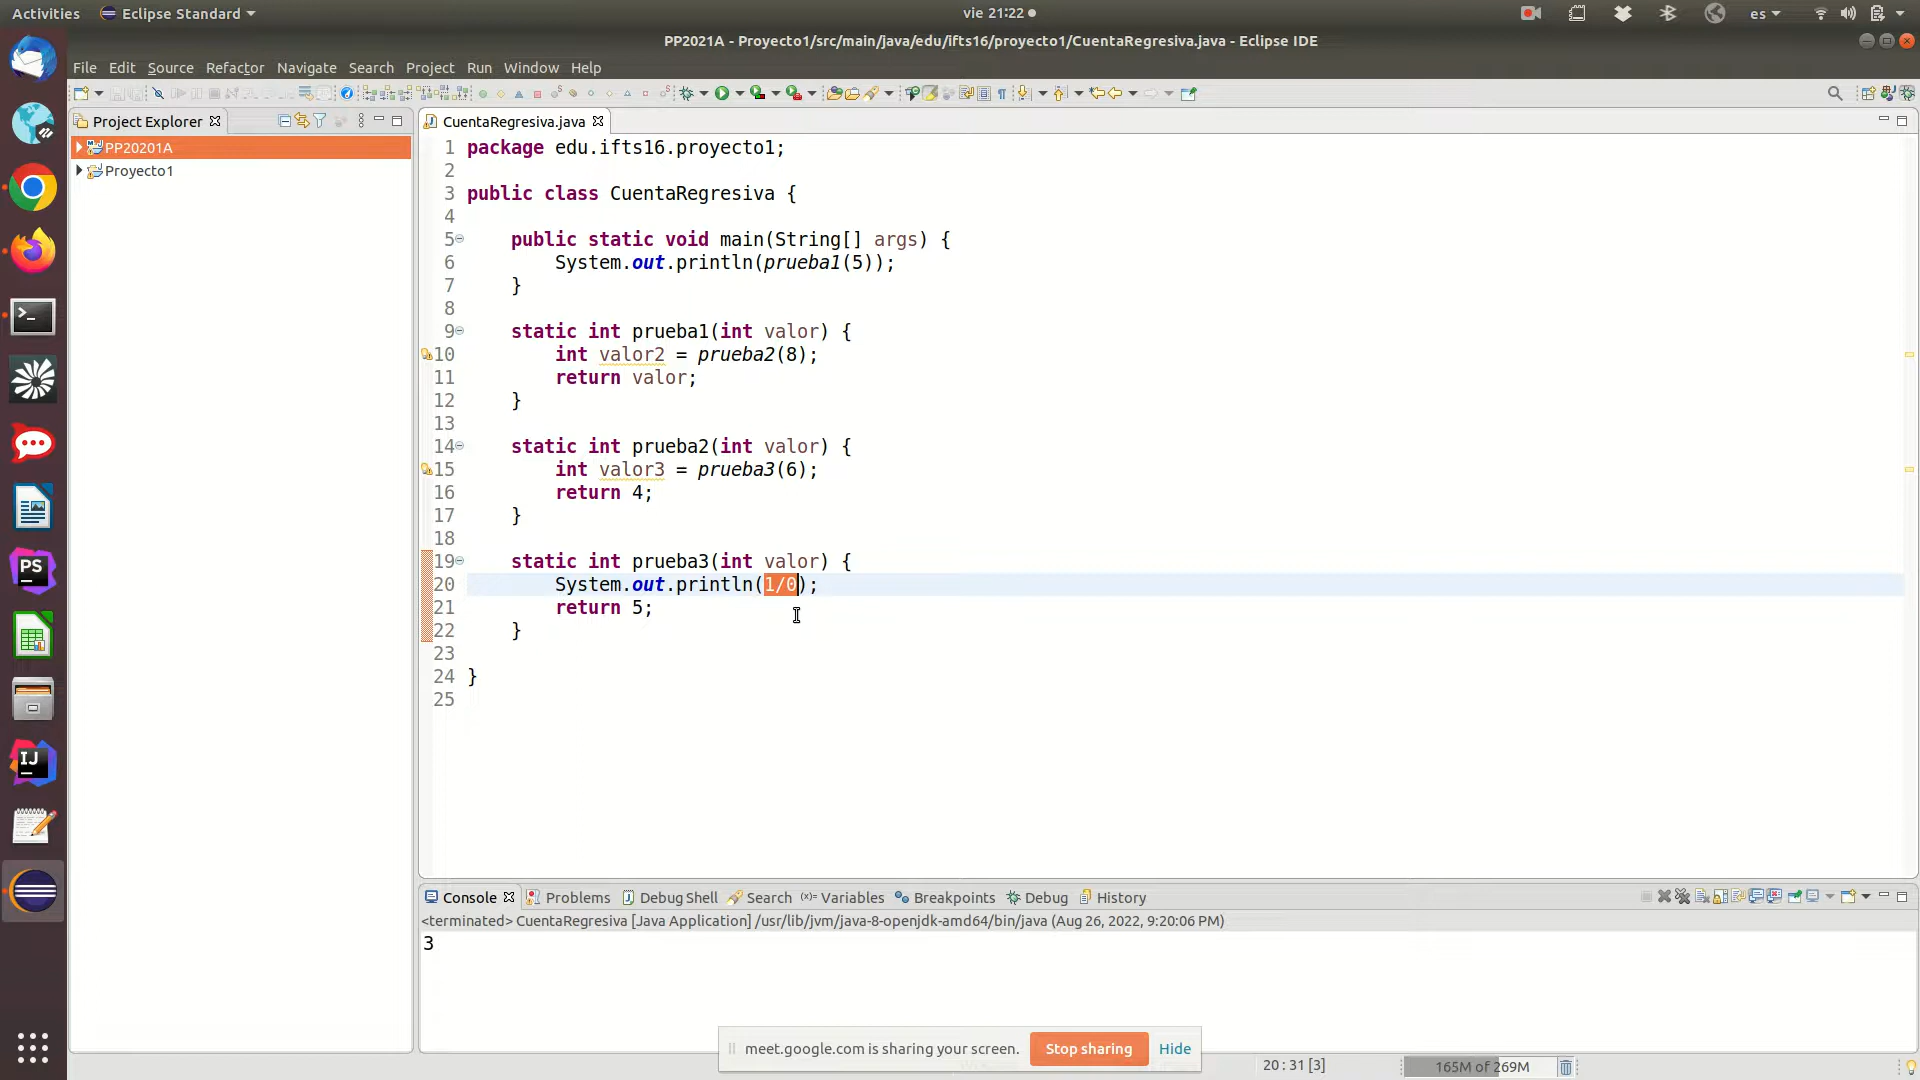 Activities Eclipse Standard vie 21:22 es
PP2021A - Proyecto1/src/main/java/edu/ifts16/proyecto1/CuentaRegresiva.java - Eclipse IDE
File Edit Source Refactor Navigate Search Project Run Window Help
Project Explorer
PP20201A
Proyecto1
CuentaRegresiva.java
1 package edu.ifts16.proyecto1;
2
3 public class CuentaRegresiva {
4
5 public static void main(String[] args) {
6 System.out.println(prueba1(5));
7 }
8
9 static int prueba1(int valor) {
10 int valor2 = prueba2(8);
11 return valor;
12 }
13
14 static int prueba2(int valor) {
15 int valor3 = prueba3(6);
16 return 4;
17 }
18
19 static int prueba3(int valor) {
20 System.out.println(1/0);
21 return 5;
22 }
23
24 }
25
PS
IJ
Console Problems Debug Shell Search Variables Breakpoints Debug History
<terminated> CuentaRegresiva [Java Application] /usr/lib/jvm/java-8-openjdk-amd64/bin/java (Aug 26, 2022, 9:20:06 PM)
3
meet.google.com is sharing your screen. Stop sharing Hide
20 : 31 [3] 165M of 269M